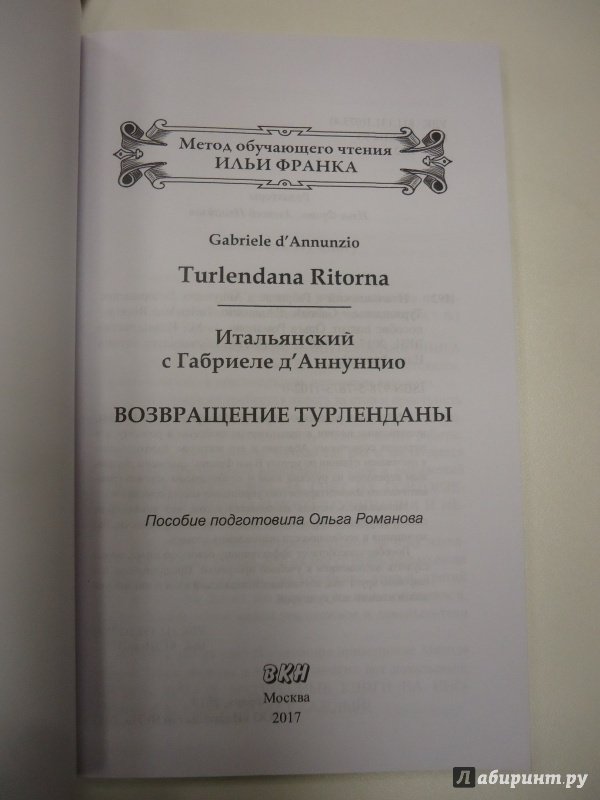 Метод обучающего чтения
ИЛЬИ ФРАНКА
Gabriele d'Annunzio
Turlendana Ritorna
Итальянский
с Габриеле д'Аннунцио
ВОЗВРАЩЕНИЕ ТУРЛЕНДАНЫ
Пособие подготовила Ольга Романова
ВКН
Москва
2017
Лабиринт.ру